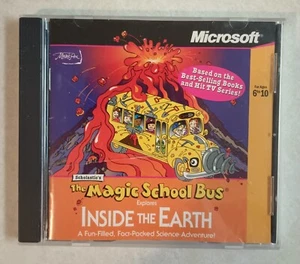 Microsoft
Based on the
Best-Selling Books
and Hit TV Series!
For Ages
6 to 10
Scholastic's
The Magic School Bus
Explores
INSIDE THE EARTH
A Fun-Filled, Fact-Packed Science Adventure!